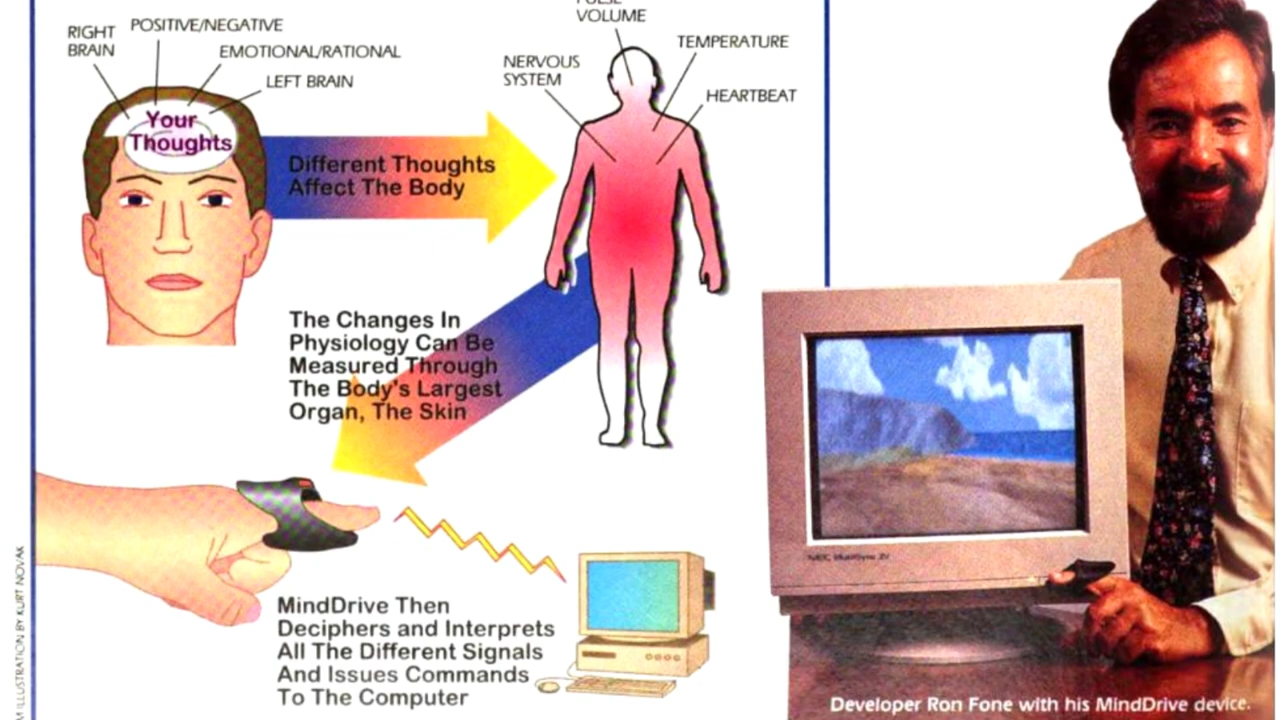 VOLUME
RIGHT
BRAIN
POSITIVE/NEGATIVE
EMOTIONAL/RATIONAL
LEFT BRAIN
Your
Thoughts
NERVOUS
SYSTEM
TEMPERATURE
HEARTBEAT
Different Thoughts
Affect The Body
The Changes In
Physiology Can Be
Measured Through
The Body's Largest
Organ, The Skin
MindDrive Then
Deciphers and Interprets
All The Different Signals
And Issues Commands
To The Computer
ILLUSTRATION BY KURT NOVAK
NEC MultiSync 2V
Developer Ron Fone with his MindDrive device.